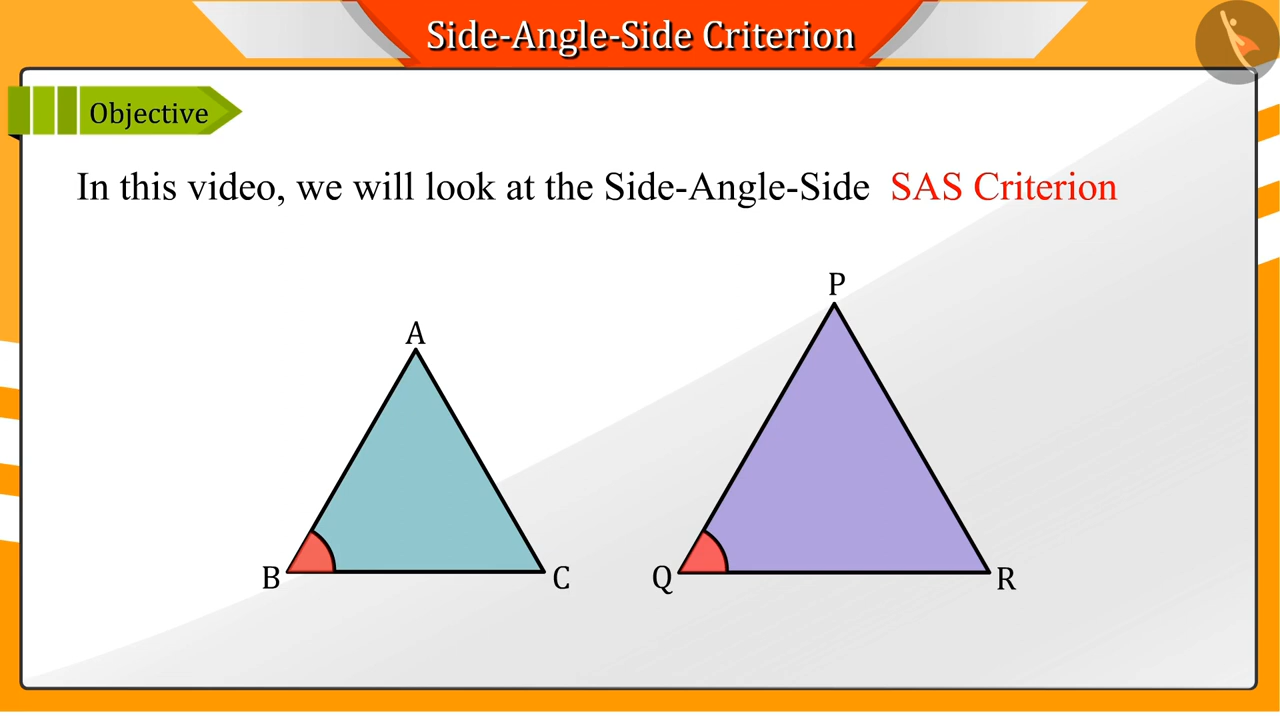 Side-Angle-Side Criterion
Objective
In this video, we will look at the Side-Angle-Side SAS Criterion
P
A
B
C
Q
R